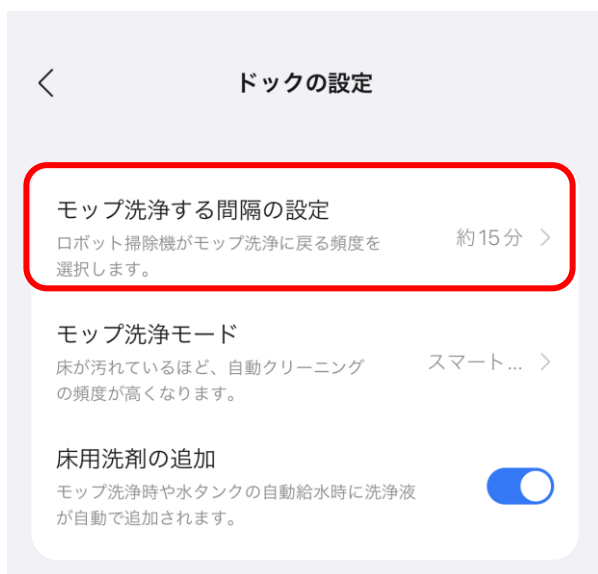 ドックの設定
モップ洗浄する間隔の設定
ロボット掃除機がモップ洗浄に戻る頻度を
選択します。
約15分
モップ洗浄モード
床が汚れているほど、自動クリーニング
の頻度が高くなります。
スマート...
床用洗剤の追加
モップ洗浄時や水タンクの自動給水時に洗浄液
が自動で追加されます。